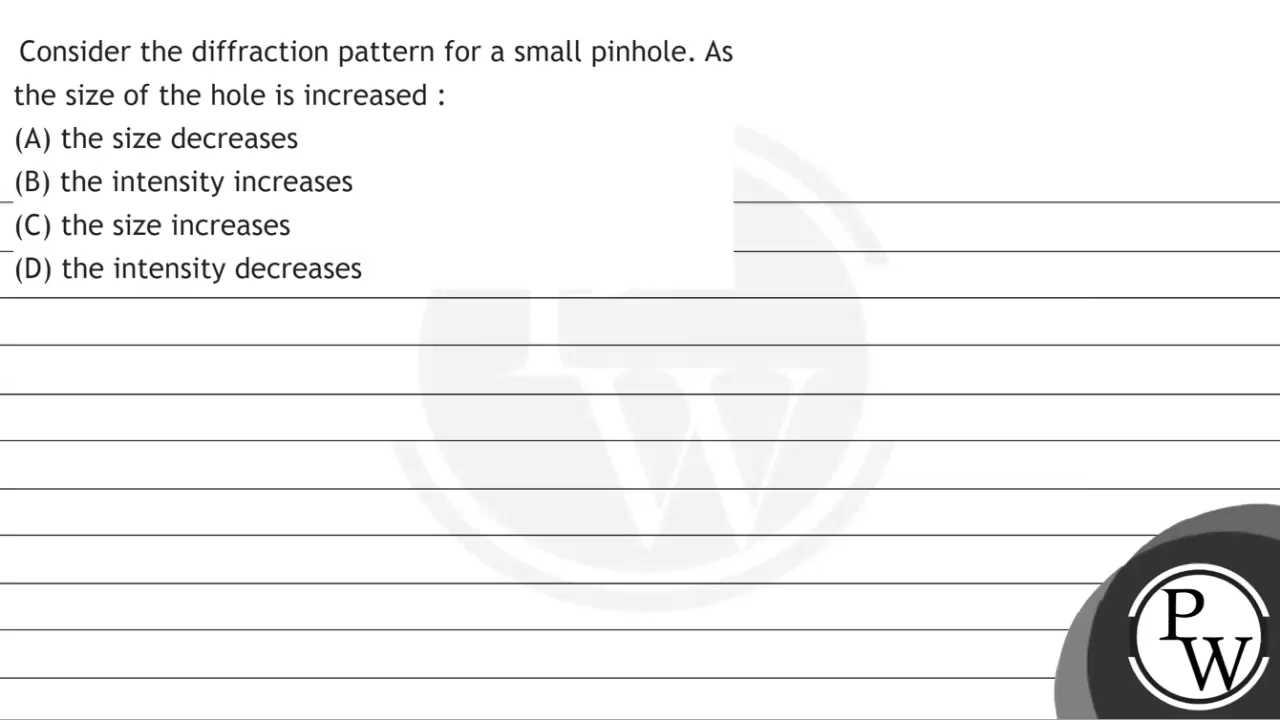 Consider the diffraction pattern for a small pinhole. As
the size of the hole is increased :
(A) the size decreases
(B) the intensity increases
(C) the size increases
(D) the intensity decreases
P
W